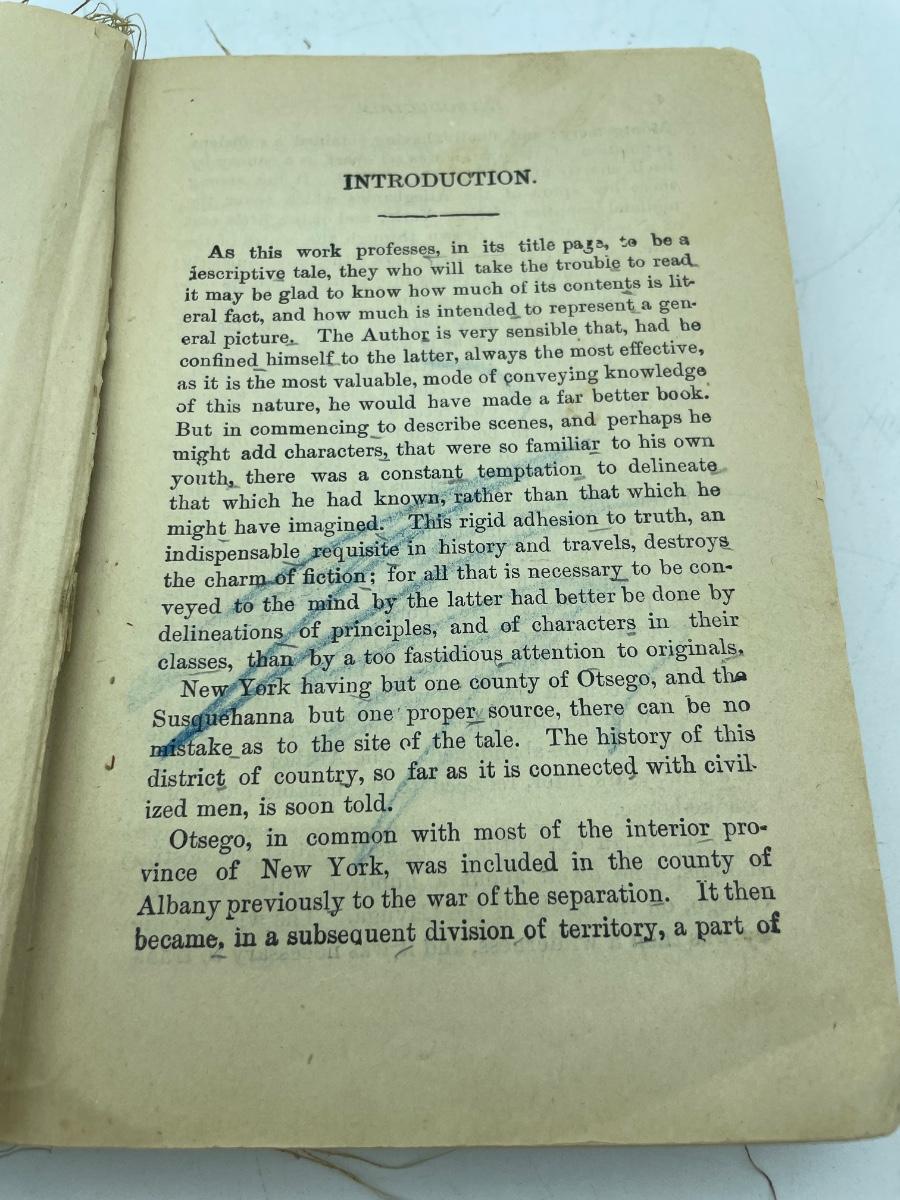 INTRODUCTION.
As this work professes, in its title page, to be a
descriptive tale, they who will take the trouble to read
it may be glad to know how much of its contents is lit-
eral fact, and how much is intended to represent a gen-
eral picture. The Author is very sensible that, had he
confined himself to the latter, always the most effective,
as it is the most valuable, mode of conveying knowledge
of this nature, he would have made a far better book.
But in commencing to describe scenes, and perhaps he
might add characters, that were so familiar to his own
youth, there was a constant temptation to delineate
that which he had known, rather than that which he
might have imagined. This rigid adhesion to truth, an
indispensable requisite in history and travels, destroys
the charm of fiction; for all that is necessary to be con-
veyed to the mind by the latter had better be done by
delineations of principles, and of characters in their
classes, than by a too fastidious attention to originals.
New York having but one county of Otsego, and the
Susquehanna but one proper source, there can be no
mistake as to the site of the tale. The history of this
district of country, so far as it is connected with civil-
ized men, is soon told.
Otsego, in common with most of the interior pro-
vince of New York, was included in the county of
Albany previously to the war of the separation. It then
became, in a subsequent division of territory, a part of